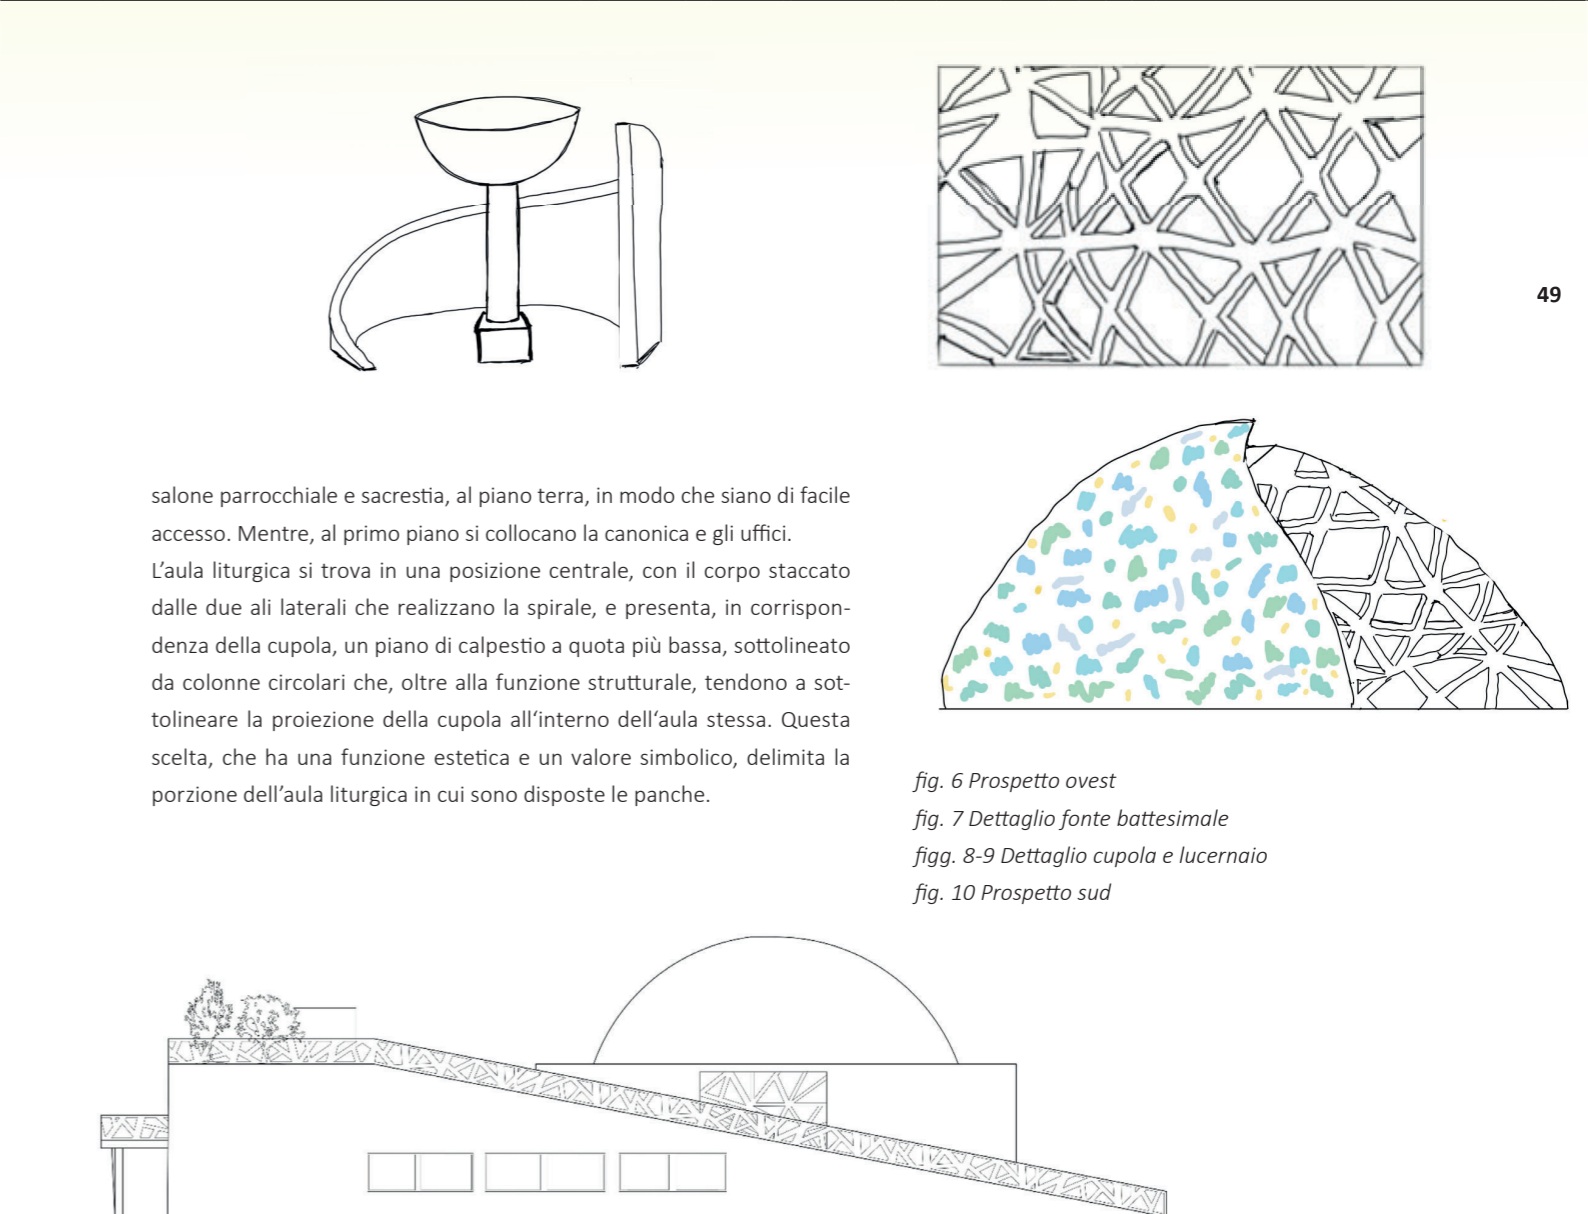 49
salone parrocchiale e sacrestia, al piano terra, in modo che siano di facile
accesso. Mentre, al primo piano si collocano la canonica e gli uffici.
L’aula liturgica si trova in una posizione centrale, con il corpo staccato
dalle due ali laterali che realizzano la spirale, e presenta, in corrispon-
denza della cupola, un piano di calpestio a quota più bassa, sottolineato
da colonne circolari che, oltre alla funzione strutturale, tendono a sot-
tolineare la proiezione della cupola all‘interno dell‘aula stessa. Questa
scelta, che ha una funzione estetica e un valore simbolico, delimita la
porzione dell’aula liturgica in cui sono disposte le panche.
fig. 6 Prospetto ovest
fig. 7 Dettaglio fonte battesimale
figg. 8-9 Dettaglio cupola e lucernaio
fig. 10 Prospetto sud